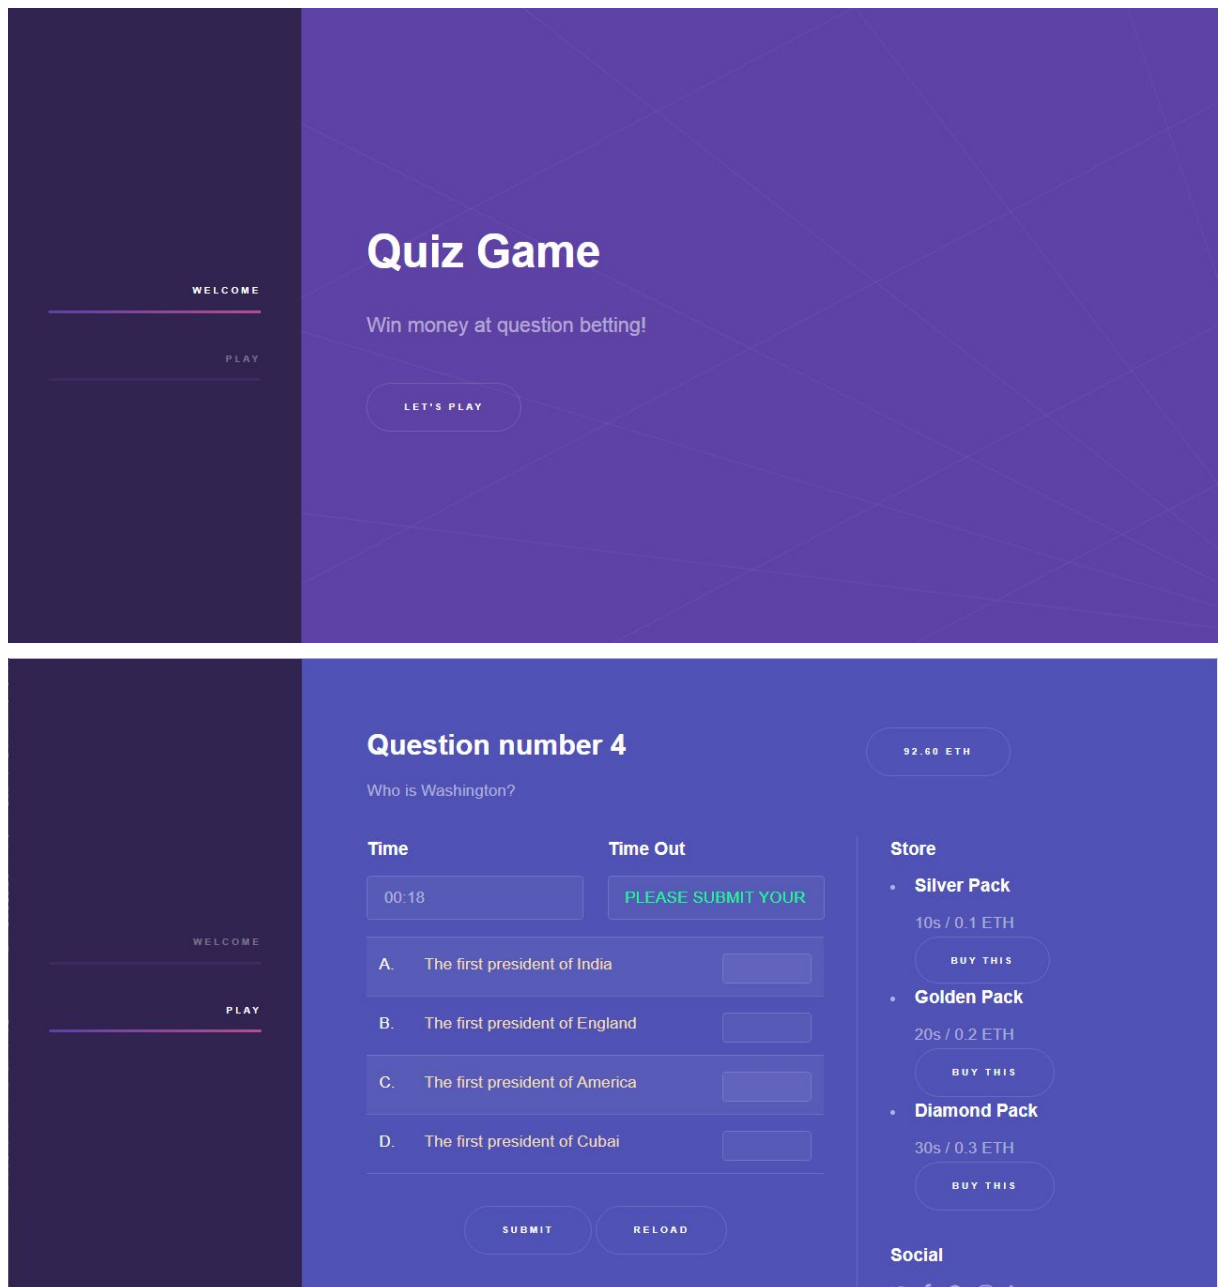 WELCOME
PLAY
Quiz Game
Win money at question betting!
LET'S PLAY
WELCOME
PLAY
Question number 4
92.60 ETH
Who is Washington?
Time
Time Out
00:18
PLEASE SUBMIT YOUR
A. The first president of India
B. The first president of England
C. The first president of America
D. The first president of Cubai
SUBMIT
RELOAD
Store
Silver Pack
10s / 0.1 ETH
BUY THIS
Golden Pack
20s / 0.2 ETH
BUY THIS
Diamond Pack
30s / 0.3 ETH
BUY THIS
Social